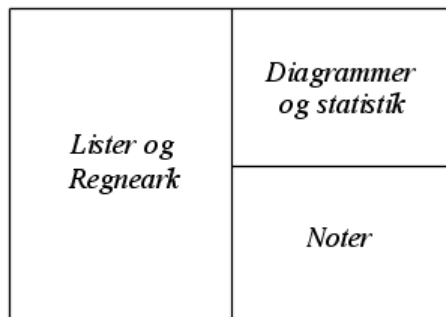 Lister og
Regneark
Diagrammer
og statistik
Noter